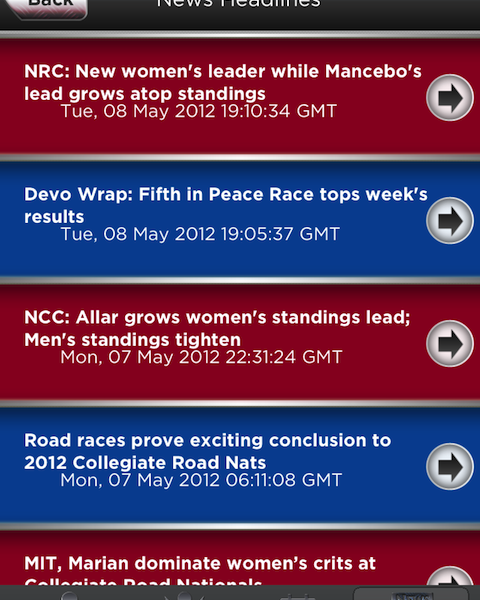 Back
News Headlines
NRC: New women's leader while Mancebo's
lead grows atop standings
Tue, 08 May 2012 19:10:34 GMT
Devo Wrap: Fifth in Peace Race tops week's
results
Tue, 08 May 2012 19:05:37 GMT
NCC: Allar grows women's standings lead;
Men's standings tighten
Mon, 07 May 2012 22:31:24 GMT
Road races prove exciting conclusion to
2012 Collegiate Road Nats
Mon, 07 May 2012 06:11:08 GMT
MIT, Marian dominate women’s crits at
Collegiate Road Nationals